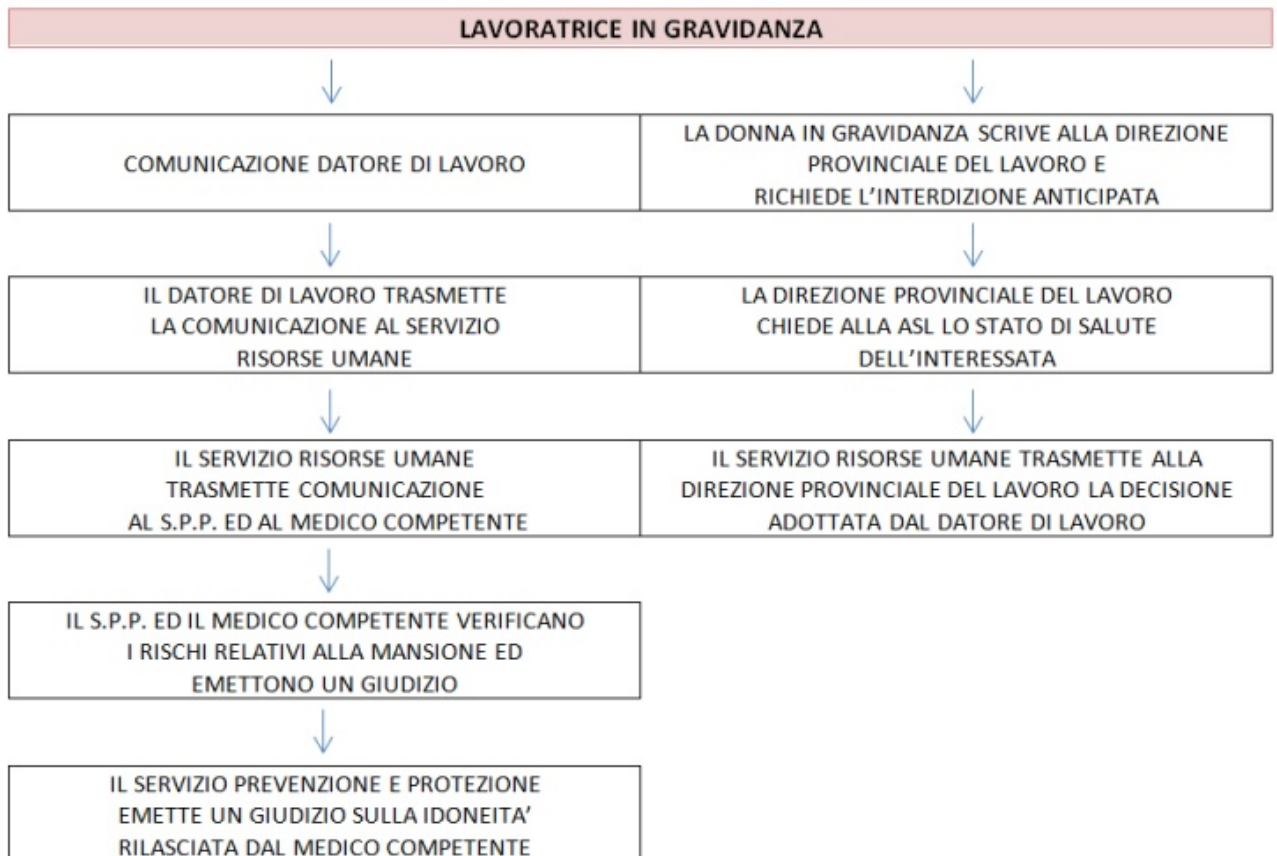 LAVORATRICE IN GRAVIDANZA
COMUNICAZIONE DATORE DI LAVORO
LA DONNA IN GRAVIDANZA SCRIVE ALLA DIREZIONE
PROVINCIALE DEL LAVORO E
RICHIEDE L'INTERDIZIONE ANTICIPATA
IL DATORE DI LAVORO TRASMETTE
LA COMUNICAZIONE AL SERVIZIO
RISORSE UMANE
LA DIREZIONE PROVINCIALE DEL LAVORO
CHIEDE ALLA ASL LO STATO DI SALUTE
DELL'INTERESSATA
IL SERVIZIO RISORSE UMANE
TRASMETTE COMUNICAZIONE
AL S.P.P. ED AL MEDICO COMPETENTE
IL SERVIZIO RISORSE UMANE TRASMETTE ALLA
DIREZIONE PROVINCIALE DEL LAVORO LA DECISIONE
ADOTTATA DAL DATORE DI LAVORO
IL S.P.P. ED IL MEDICO COMPETENTE VERIFICANO
I RISCHI RELATIVI ALLA MANSIONE ED
EMETTONO UN GIUDIZIO
IL SERVIZIO PREVENZIONE E PROTEZIONE
EMETTE UN GIUDIZIO SULLA IDONEITA'
RILASCIATA DAL MEDICO COMPETENTE